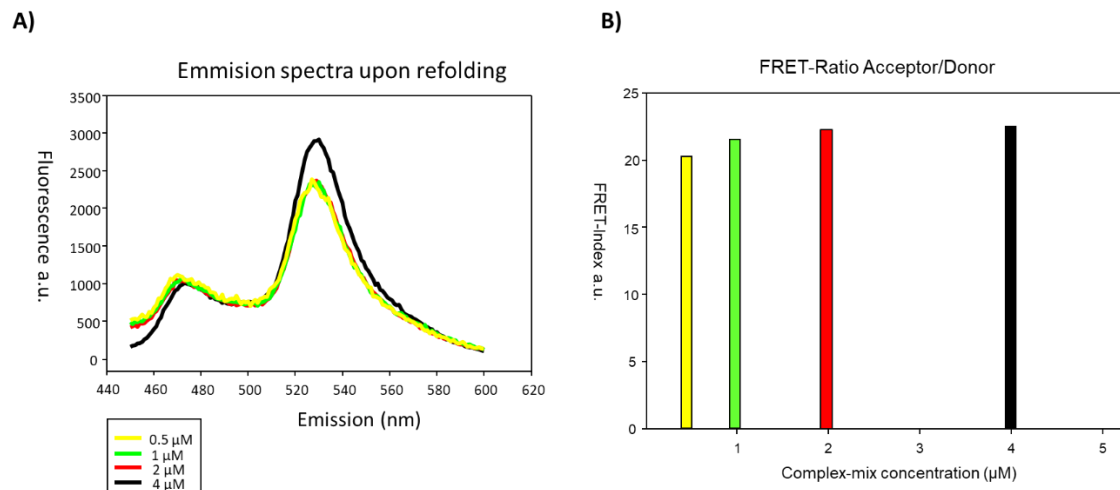 A)
Emmision spectra upon refolding
3500
3000
2500
2000
1500
1000
500
0
Fluorescence a.u.
440 460 480 500 520 540 560 580 600 620
Emission (nm)
0.5 µM
1 µM
2 µM
4 µM
B)
FRET-Ratio Acceptor/Donor
25
20
15
10
5
0
FRET-Index a.u.
1 2 3 4 5
Complex-mix concentration (µM)